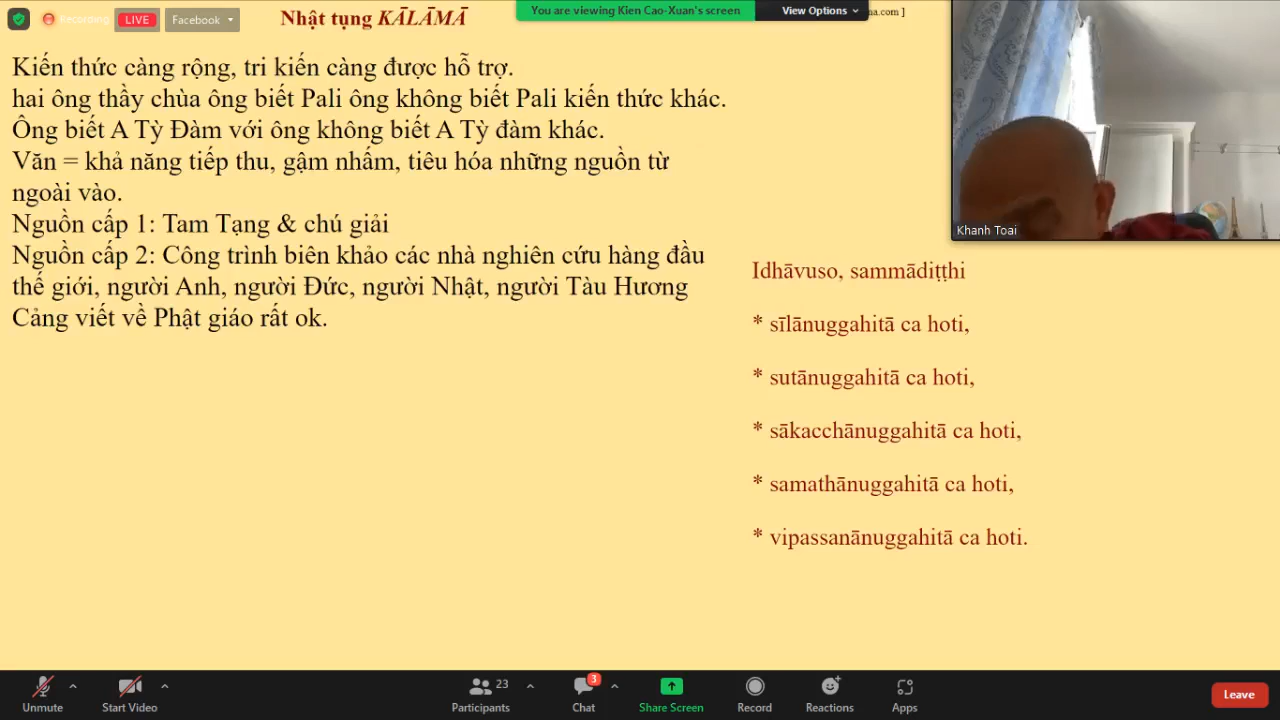 Recording
LIVE
Facebook
Nhật tụng KĀLĀMĀ
You are viewing Kien Cao-Xuan's screen
View Options
na.com ]
Kiến thức càng rộng, tri kiến càng được hỗ trợ.
hai ông thầy chùa ông biết Pali ông không biết Pali kiến thức khác.
Ông biết A Tỳ Đàm với ông không biết A Tỳ đàm khác.
Văn = khả năng tiếp thu, gậm nhấm, tiêu hóa những nguồn từ
ngoài vào.
Nguồn cấp 1: Tam Tạng & chú giải
Nguồn cấp 2: Công trình biên khảo các nhà nghiên cứu hàng đầu
thế giới, người Anh, người Đức, người Nhật, người Tàu Hương
Cảng viết về Phật giáo rất ok.
Khanh Toai
Idhāvuso, sammādiṭṭhi
* sīlānuggahitā ca hoti,
* sutānuggahitā ca hoti,
* sākacchānuggahitā ca hoti,
* samathānuggahitā ca hoti,
* vipassanānuggahitā ca hoti.
Unmute
Start Video
23
Participants
3
Chat
Share Screen
Record
Reactions
Apps
Leave